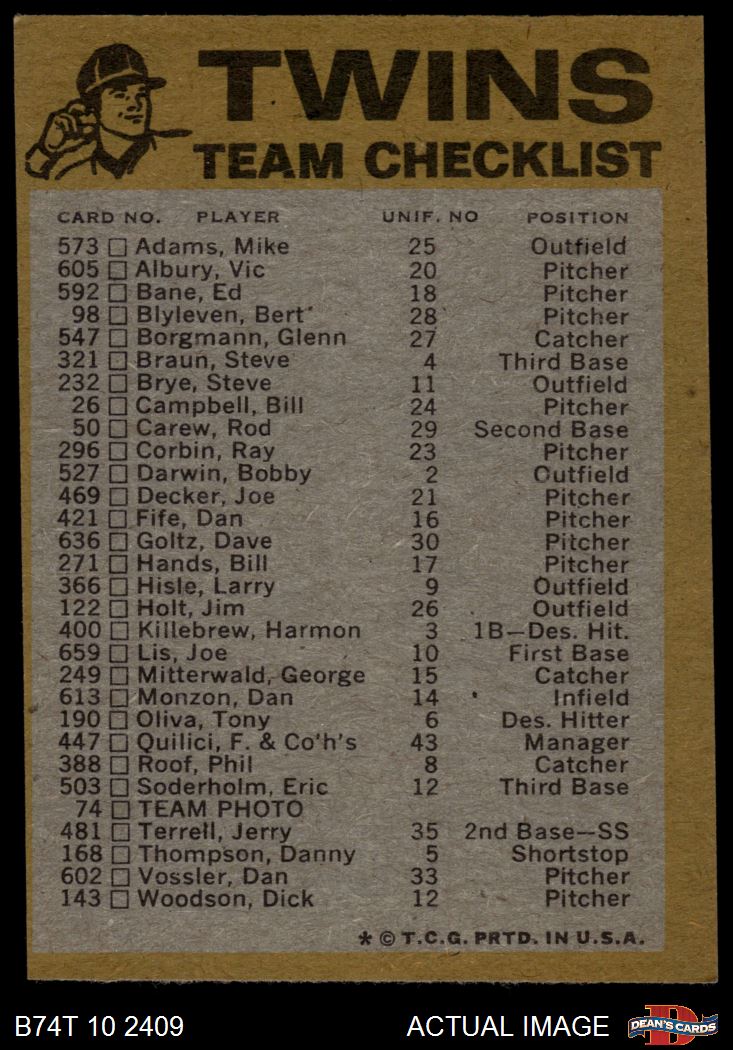 TWINS
TEAM CHECKLIST
CARD NO. PLAYER UNIF. NO POSITION
573 □ Adams, Mike 25 Outfield
605 □ Albury, Vic 20 Pitcher
592 □ Bane, Ed 18 Pitcher
98 □ Blyleven, Bert 28 Pitcher
547 □ Borgmann, Glenn 27 Catcher
321 □ Braun, Steve 4 Third Base
232 □ Brye, Steve 11 Outfield
26 □ Campbell, Bill 24 Pitcher
50 □ Carew, Rod 29 Second Base
296 □ Corbin, Ray 23 Pitcher
527 □ Darwin, Bobby 2 Outfield
469 □ Decker, Joe 21 Pitcher
421 □ Fife, Dan 16 Pitcher
636 □ Goltz, Dave 30 Pitcher
271 □ Hands, Bill 17 Pitcher
366 □ Hisle, Larry 9 Outfield
122 □ Holt, Jim 26 Outfield
400 □ Killebrew, Harmon 3 1B—Des. Hit.
659 □ Lis, Joe 10 First Base
249 □ Mitterwald, George 15 Catcher
613 □ Monzon, Dan 14 Infield
190 □ Oliva, Tony 6 Des. Hitter
447 □ Quilici, F. & Co'h's 43 Manager
388 □ Roof, Phil 8 Catcher
503 □ Soderholm, Eric 12 Third Base
74 □ TEAM PHOTO
481 □ Terrell, Jerry 35 2nd Base—SS
168 □ Thompson, Danny 5 Shortstop
602 □ Vossler, Dan 33 Pitcher
143 □ Woodson, Dick 12 Pitcher
* © T.C.G. PRTD. IN U.S.A.
B74T 10 2409 ACTUAL IMAGE DEAN'S CARDS